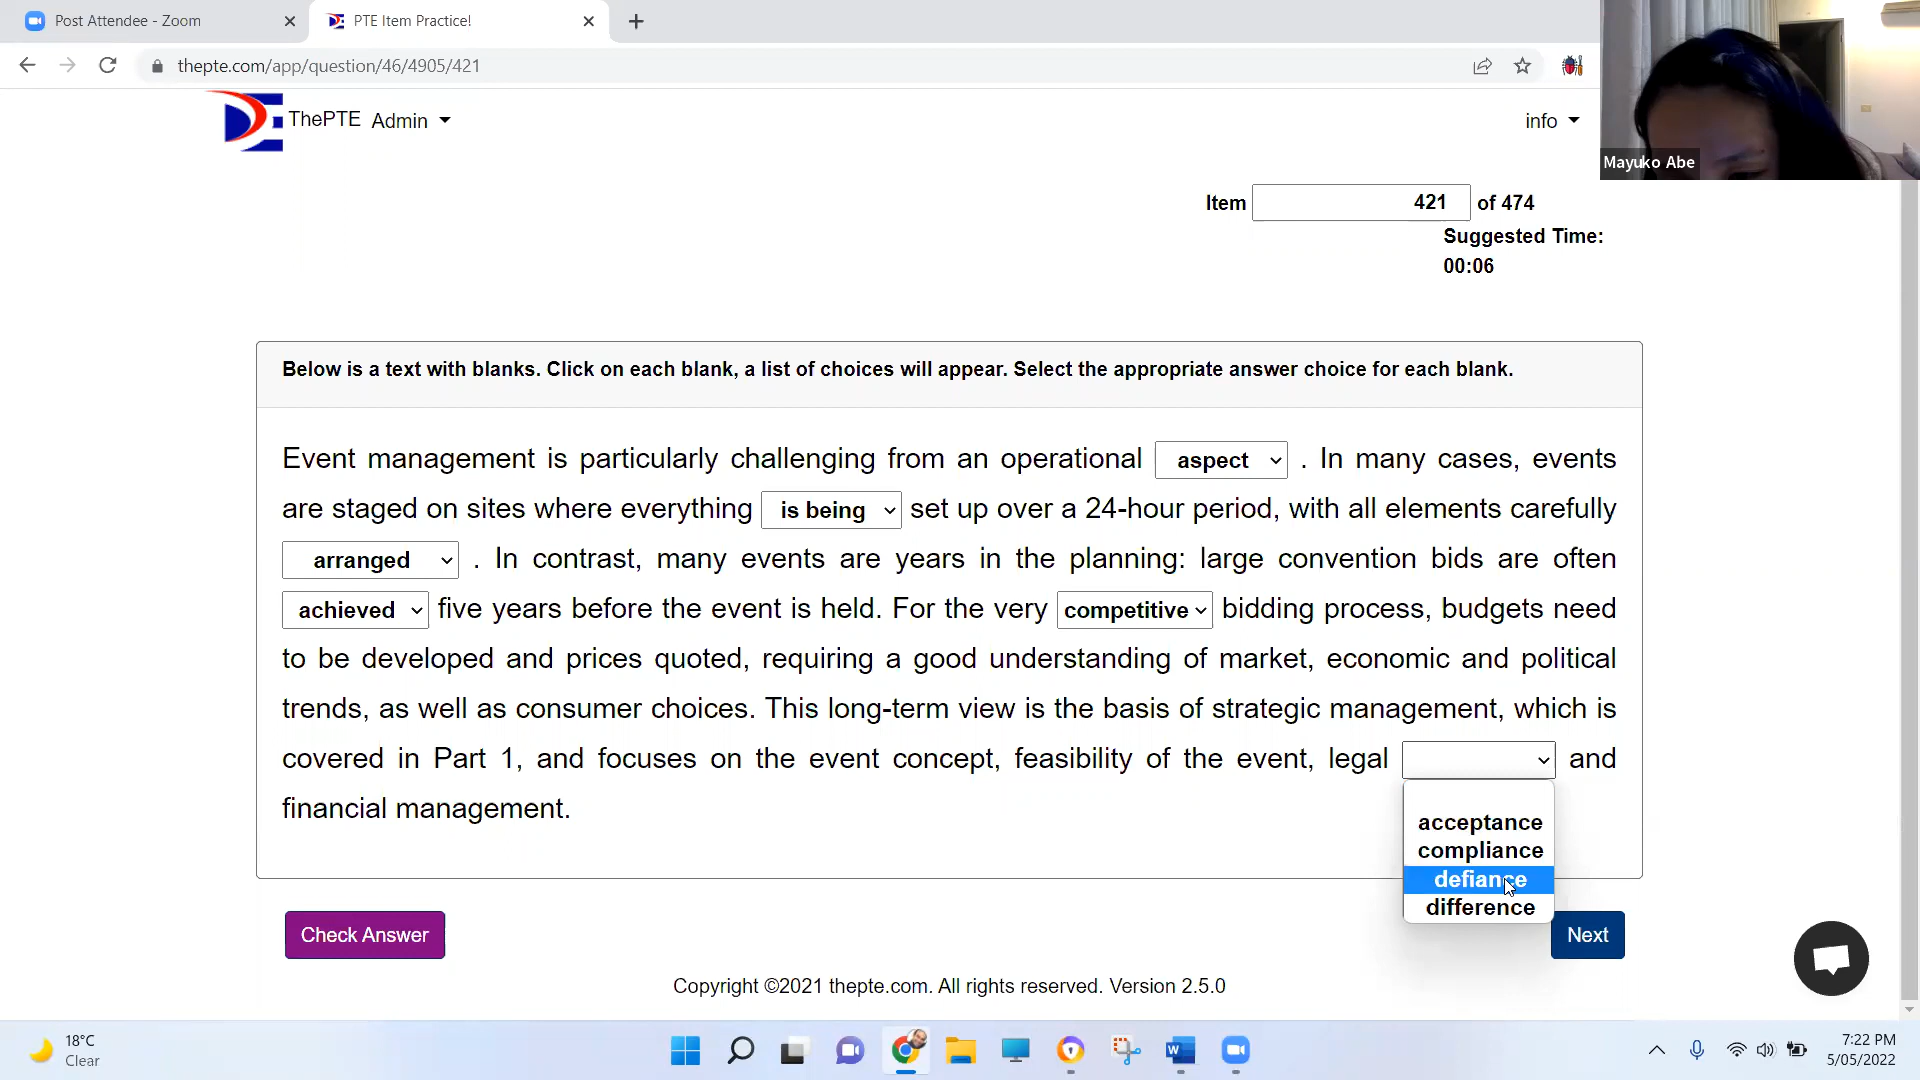 Post Attendee - Zoom
PTE Item Practice!
thepte.com/app/question/46/4905/421
ThePTE Admin
info
Mayuko Abe
Item 421 of 474
Suggested Time:
00:06
Below is a text with blanks. Click on each blank, a list of choices will appear. Select the appropriate answer choice for each blank.
Event management is particularly challenging from an operational aspect . In many cases, events
are staged on sites where everything is being set up over a 24-hour period, with all elements carefully
arranged . In contrast, many events are years in the planning: large convention bids are often
achieved five years before the event is held. For the very competitive bidding process, budgets need
to be developed and prices quoted, requiring a good understanding of market, economic and political
trends, as well as consumer choices. This long-term view is the basis of strategic management, which is
covered in Part 1, and focuses on the event concept, feasibility of the event, legal and
financial management.
acceptance
compliance
defiance
difference
Check Answer
Next
Copyright ©2021 thepte.com. All rights reserved. Version 2.5.0
18°C
Clear
7:22 PM
5/05/2022